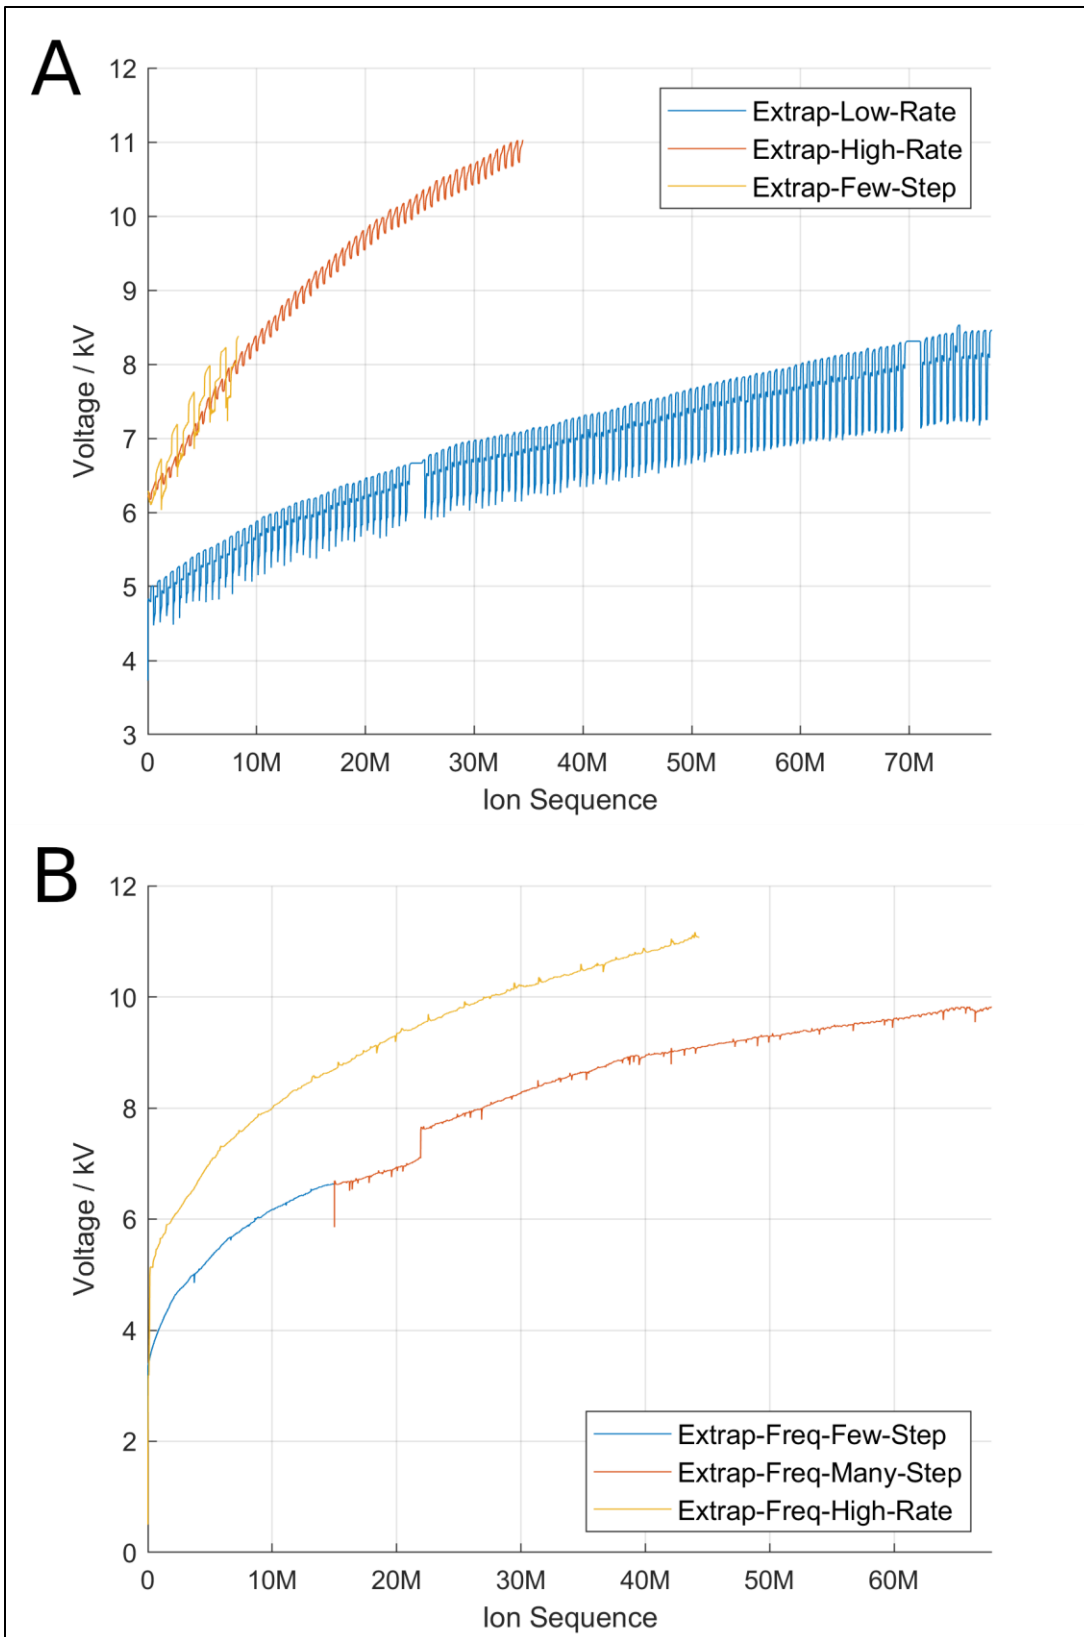 A
12
11
10
9
8
7
6
5
4
3
Voltage / kV
Extrap-Low-Rate
Extrap-High-Rate
Extrap-Few-Step
0 10M 20M 30M 40M 50M 60M 70M
Ion Sequence
B
12
10
8
6
4
2
0
Voltage / kV
Extrap-Freq-Few-Step
Extrap-Freq-Many-Step
Extrap-Freq-High-Rate
0 10M 20M 30M 40M 50M 60M
Ion Sequence